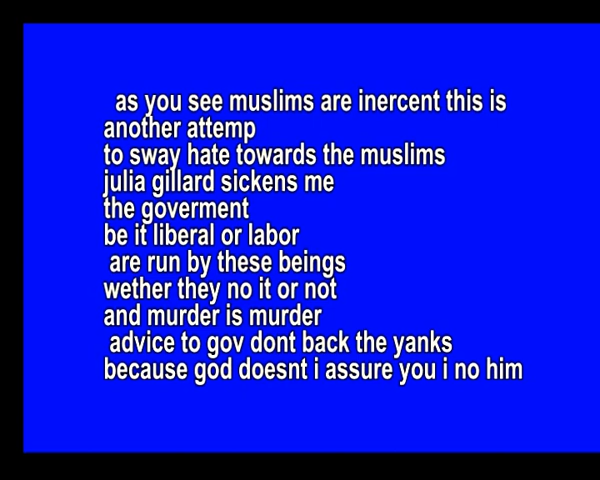 as you see muslims are inercent this is
another attemp
to sway hate towards the muslims
julia gillard sickens me
the goverment
be it liberal or labor
are run by these beings
wether they no it or not
and murder is murder
advice to gov dont back the yanks
because god doesnt i assure you i no him